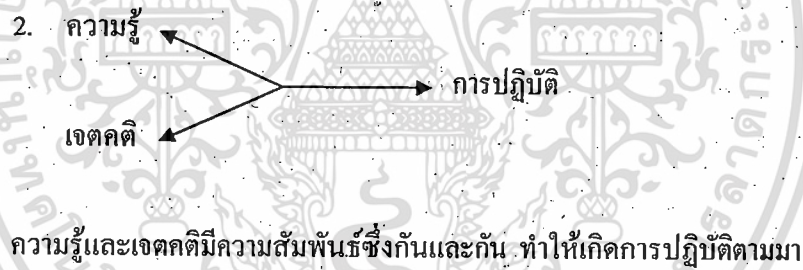 2. ความรู้
การปฏิบัติ
เจตคติ
ความรู้และเจตคติมีความสัมพันธ์ซึ่งกันและกัน ทำให้เกิดการปฏิบัติตามมา